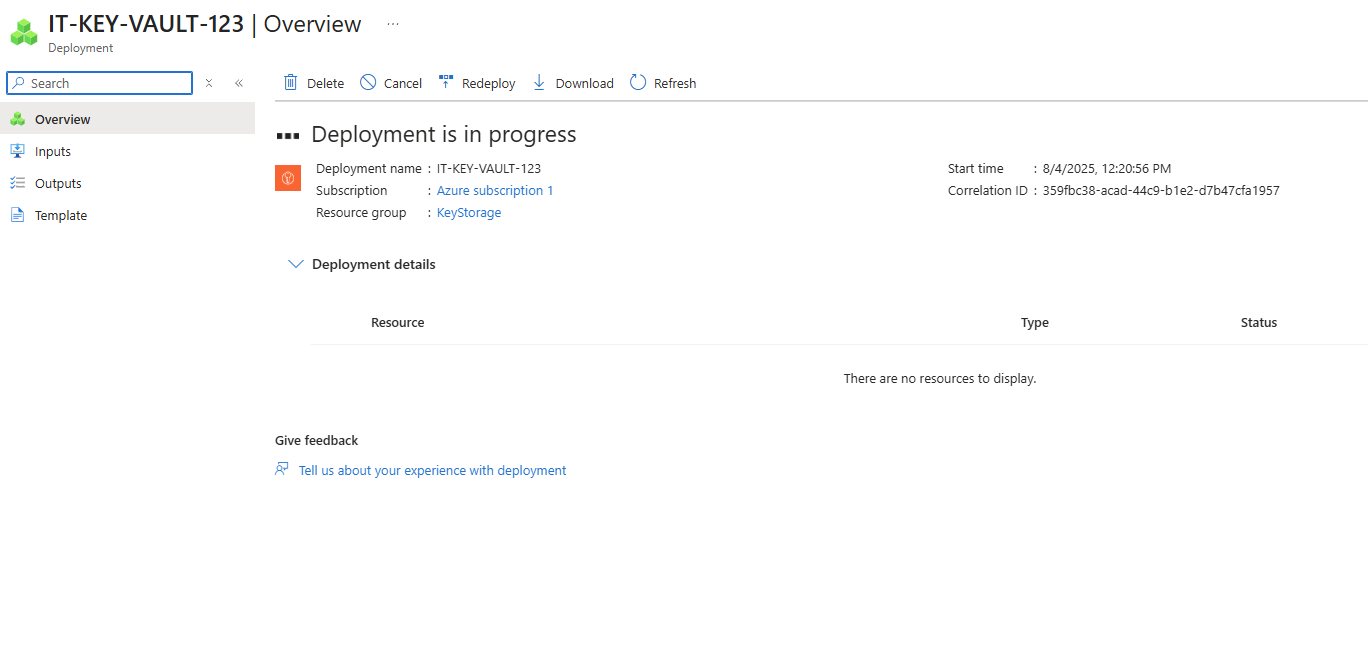 IT-KEY-VAULT-123 | Overview ...
Deployment
Search
Delete Cancel Redeploy Download Refresh
Overview
Inputs
Outputs
Template
Deployment is in progress
Deployment name : IT-KEY-VAULT-123
Start time : 8/4/2025, 12:20:56 PM
Subscription : Azure subscription 1
Correlation ID : 359fbc38-acad-44c9-b1e2-d7b47cfa1957
Resource group : KeyStorage
Deployment details
Resource Type Status
There are no resources to display.
Give feedback
Tell us about your experience with deployment